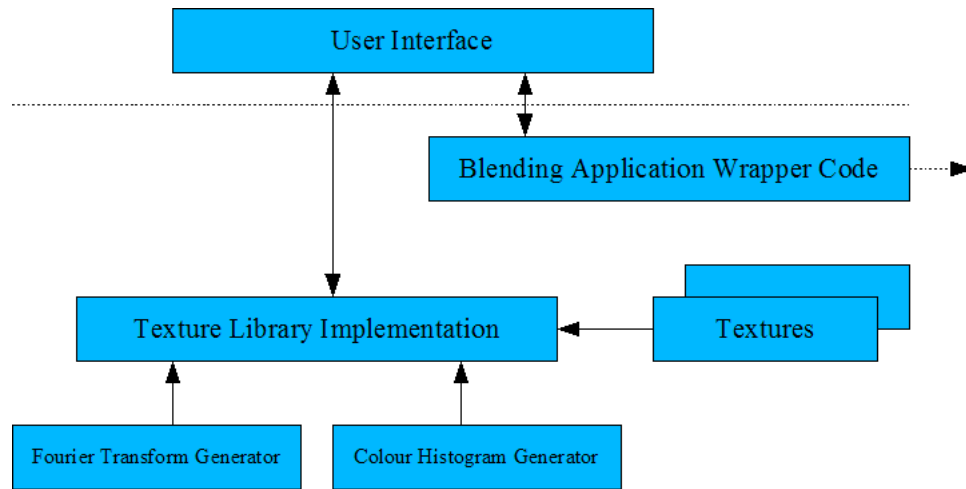 User Interface
Blending Application Wrapper Code
Texture Library Implementation
Textures
Fourier Transform Generator
Colour Histogram Generator